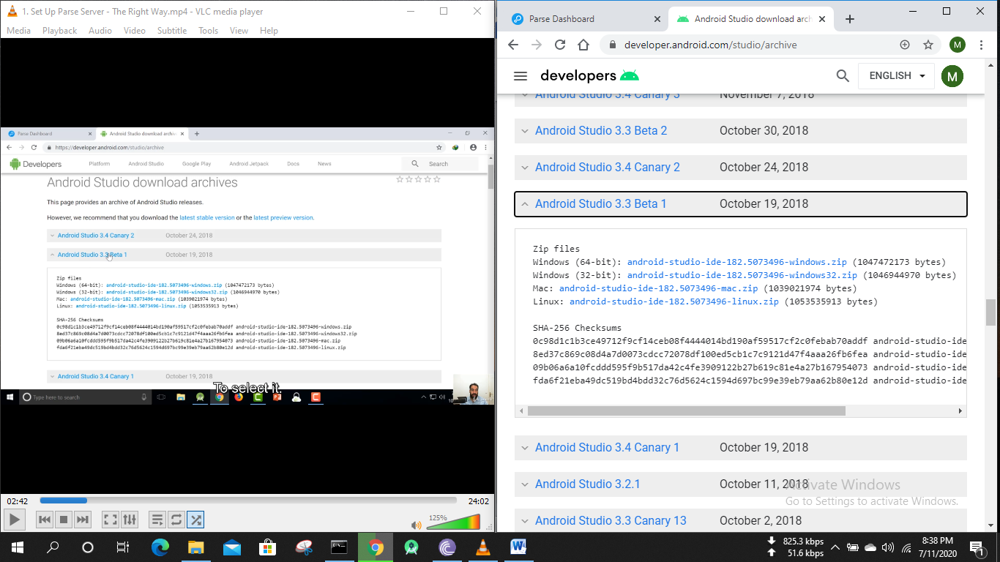 1. Set Up Parse Server - The Right Way.mp4 - VLC media player
Media Playback Audio Video Subtitle Tools View Help
Parse Dashboard
Android Studio download archiv
https://developer.android.com/studio/archive
Developers Platform Android Studio Google Play Android Jetpack Docs News Search
Android Studio download archives
This page provides an archive of Android Studio releases.
However, we recommend that you download the latest stable version or the latest preview version.
Android Studio 3.4 Canary 2 October 24, 2018
Android Studio 3.3 Beta 1 October 19, 2018
Zip files
Windows (64-bit): android-studio-ide-182.5073496-windows.zip (1047472173 bytes)
Windows (32-bit): android-studio-ide-182.5073496-windows32.zip (1046944970 bytes)
Mac: android-studio-ide-182.5073496-mac.zip (1039021974 bytes)
Linux: android-studio-ide-182.5073496-linux.zip (1053535913 bytes)
SHA-256 Checksums
0c98d1c1b3ce49712f9cf14ceb08f4444014bd190af59517cf2c0febab70addf android-studio-ide-182.5073496-windows.zip
8ed37c869c08d4a7d0073cdcc72078df100ed5cb1c7c9121d47f4aaa26fb6fea android-studio-ide-182.5073496-windows32.zip
09b06a6a10fcddd595f9b517da42c4fe3909122b27b619c81e4a27b167954073 android-studio-ide-182.5073496-mac.zip
fda6f21eba49dc519bd4bdd32c76d5624c1594d697bc99e39eb79aa62b80e12d android-studio-ide-182.5073496-linux.zip
Android Studio 3.4 Canary 1 October 19, 2018
To select it.
Type here to search
02:42 24:02
125%
Parse Dashboard
Android Studio download arch
developer.android.com/studio/archive
M
developers ENGLISH M
Android Studio 3.4 Canary 3 November 7, 2018
Android Studio 3.3 Beta 2 October 30, 2018
Android Studio 3.4 Canary 2 October 24, 2018
Android Studio 3.3 Beta 1 October 19, 2018
Zip files
Windows (64-bit): android-studio-ide-182.5073496-windows.zip (1047472173 bytes)
Windows (32-bit): android-studio-ide-182.5073496-windows32.zip (1046944970 bytes)
Mac: android-studio-ide-182.5073496-mac.zip (1039021974 bytes)
Linux: android-studio-ide-182.5073496-linux.zip (1053535913 bytes)
SHA-256 Checksums
0c98d1c1b3ce49712f9cf14ceb08f4444014bd190af59517cf2c0febab70addf android-studio-ide
8ed37c869c08d4a7d0073cdcc72078df100ed5cb1c7c9121d47f4aaa26fb6fea android-studio-ide
09b06a6a10fcddd595f9b517da42c4fe3909122b27b619c81e4a27b167954073 android-studio-ide
fda6f21eba49dc519bd4bdd32c76d5624c1594d697bc99e39eb79aa62b80e12d android-studio-ide
Android Studio 3.4 Canary 1 October 19, 2018
Android Studio 3.2.1 October 11, 2018
Activate Windows
Go to Settings to activate Windows.
Android Studio 3.3 Canary 13 October 2, 2018
825.3 kbps
51.6 kbps
8:38 PM
7/11/2020
1